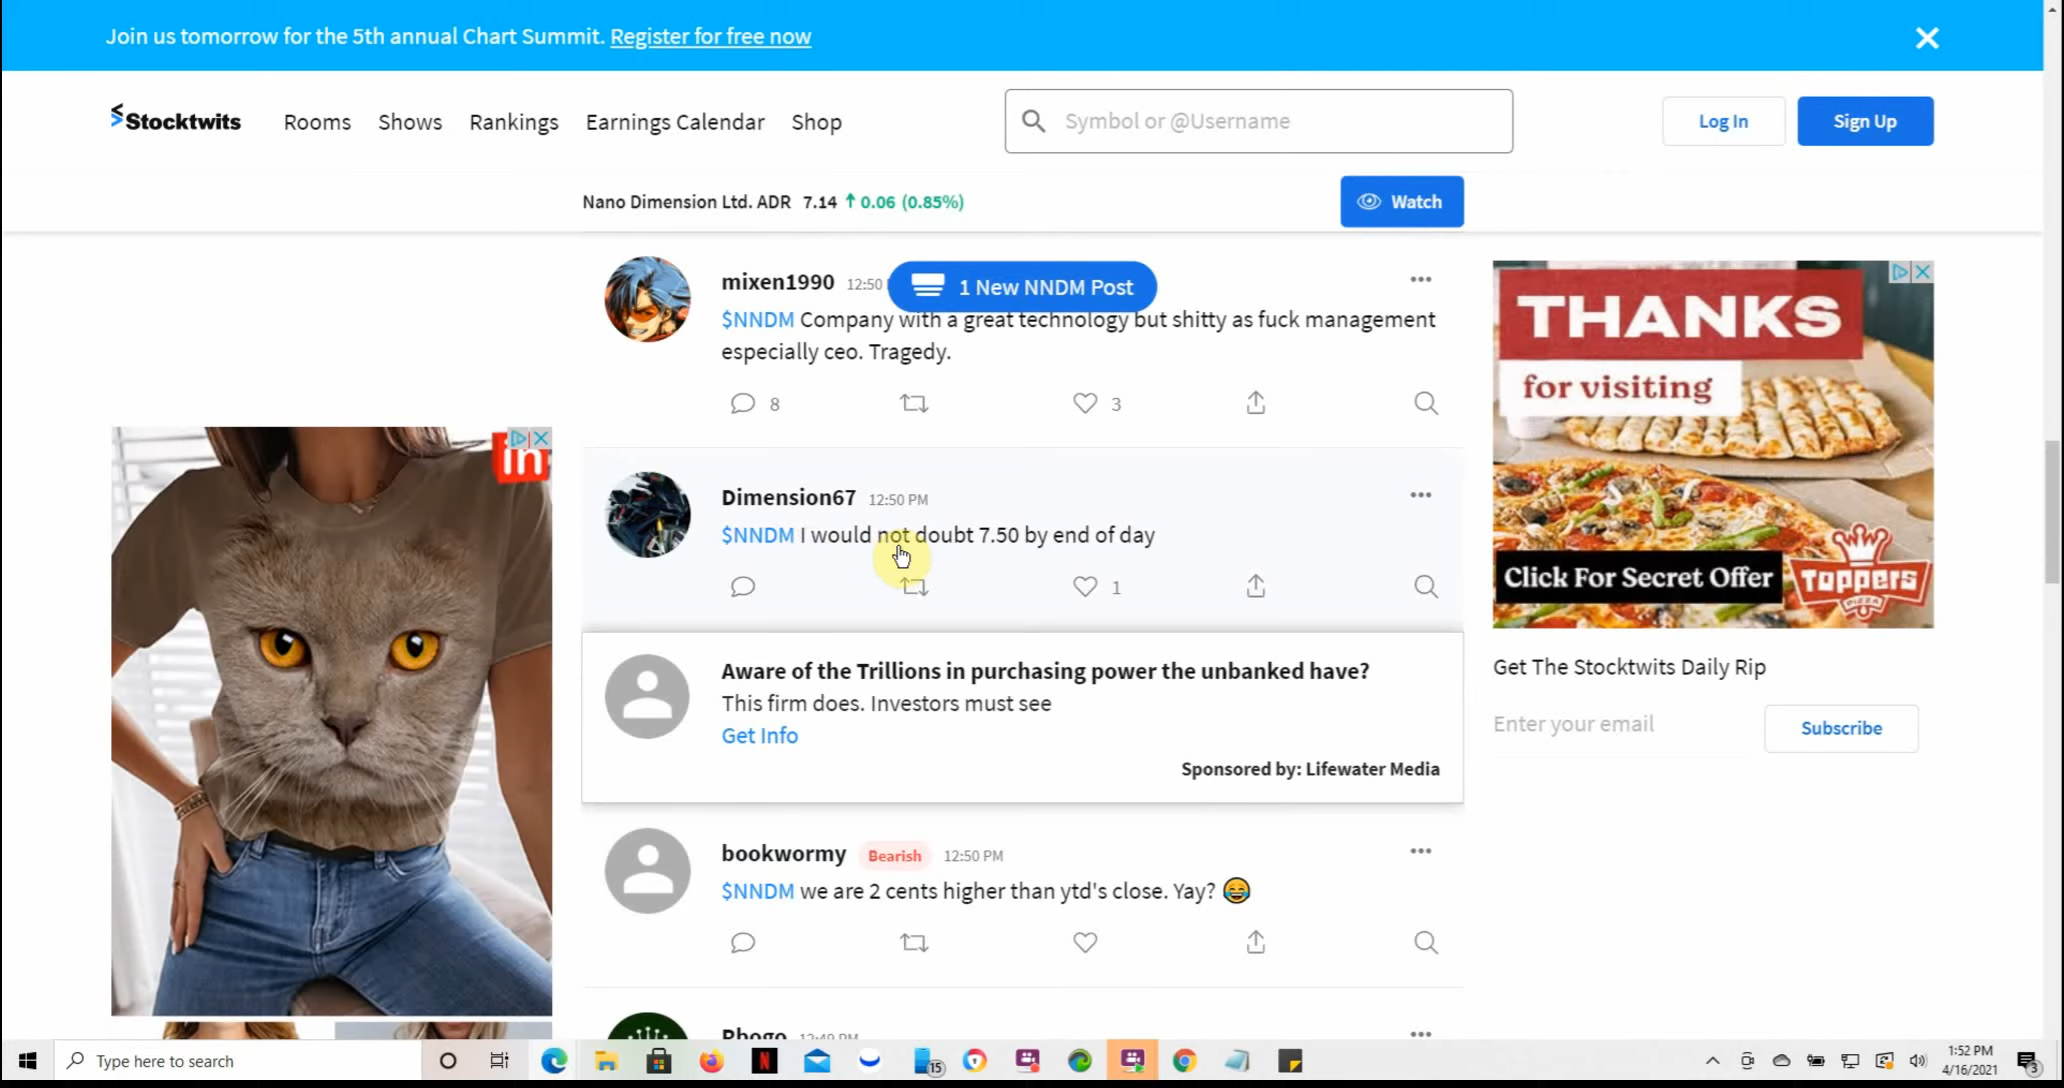 Join us tomorrow for the 5th annual Chart Summit. Register for free now
Stocktwits Rooms Shows Rankings Earnings Calendar Shop Symbol or @Username Log In Sign Up
Nano Dimension Ltd. ADR 7.14 ↑ 0.06 (0.85%) Watch
mixen1990 12:50
1 New NNDM Post
$NNDM Company with a great technology but shitty as fuck management
especially ceo. Tragedy.
8 3
Dimension67 12:50 PM
$NNDM I would not doubt 7.50 by end of day
1
Aware of the Trillions in purchasing power the unbanked have?
This firm does. Investors must see
Get Info
Sponsored by: Lifewater Media
bookwormy Bearish 12:50 PM
$NNDM we are 2 cents higher than ytd's close. Yay? 😂
12:49 PM
in
THANKS
for visiting
Click For Secret Offer
TOPPERS
PIZZA
Get The Stocktwits Daily Rip
Enter your email Subscribe
Type here to search
15
1:52 PM
4/16/2021
3